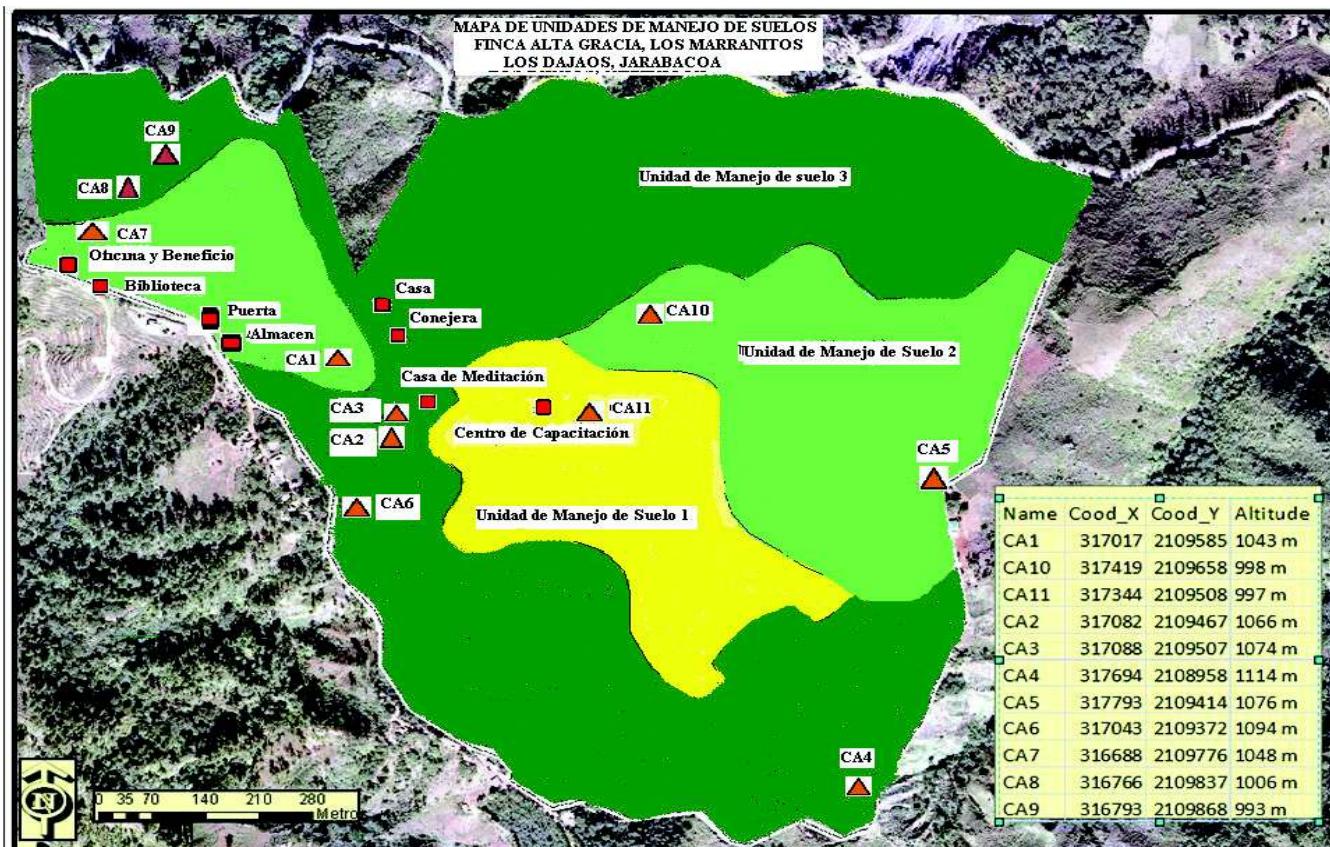 MAPA DE UNIDADES DE MANEJO DE SUELOS
FINCA ALTA GRACIA, LOS MARRANITOS
LOS DAJAOS, JARABACOA
CA9
CA8
CA7
Unidad de Manejo de suelo 3
Oficina y Beneficio
Biblioteca
Puerta
Almacen
Casa
Conejera
CA10
CA1
Unidad de Manejo de Suelo 2
Casa de Meditación
CA3
CA11
CA2
Centro de Capacitación
CA5
CA6
Unidad de Manejo de Suelo 1
CA4
Name Cood_X Cood_Y Altitude
CA1 317017 2109585 1043 m
CA10 317419 2109658 998 m
CA11 317344 2109508 997 m
CA2 317082 2109467 1066 m
CA3 317088 2109507 1074 m
CA4 317694 2108958 1114 m
CA5 317793 2109414 1076 m
CA6 317043 2109372 1094 m
CA7 316688 2109776 1048 m
CA8 316766 2109837 1006 m
CA9 316793 2109868 993 m
N
0 35 70 140 210 280
Metro